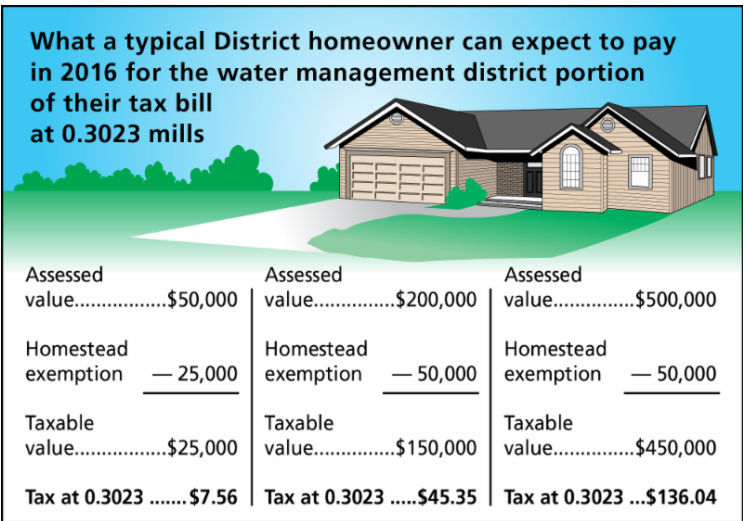 What a typical District homeowner can expect to pay
in 2016 for the water management district portion
of their tax bill
at 0.3023 mills
Assessed
value.................$50,000
Homestead
exemption — 25,000
Taxable
value.................$25,000
Tax at 0.3023 .......$7.56
Assessed
value...............$200,000
Homestead
exemption — 50,000
Taxable
value...............$150,000
Tax at 0.3023 .....$45.35
Assessed
value...............$500,000
Homestead
exemption — 50,000
Taxable
value...............$450,000
Tax at 0.3023 ...$136.04